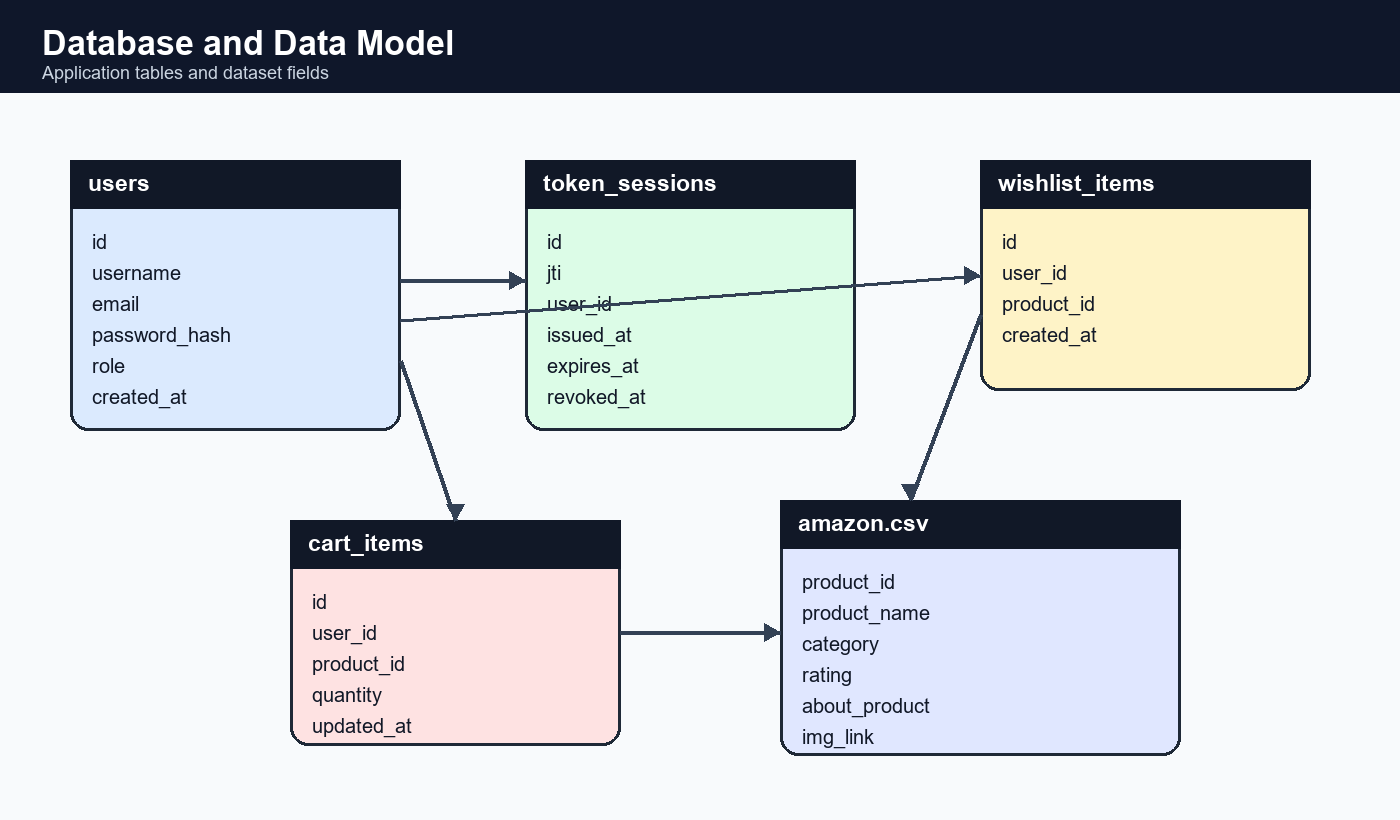 Database and Data Model
Application tables and dataset fields
users
id
username
email
password_hash
role
created_at
token_sessions
id
jti
user_id
issued_at
expires_at
revoked_at
wishlist_items
id
user_id
product_id
created_at
cart_items
id
user_id
product_id
quantity
updated_at
amazon.csv
product_id
product_name
category
rating
about_product
img_link